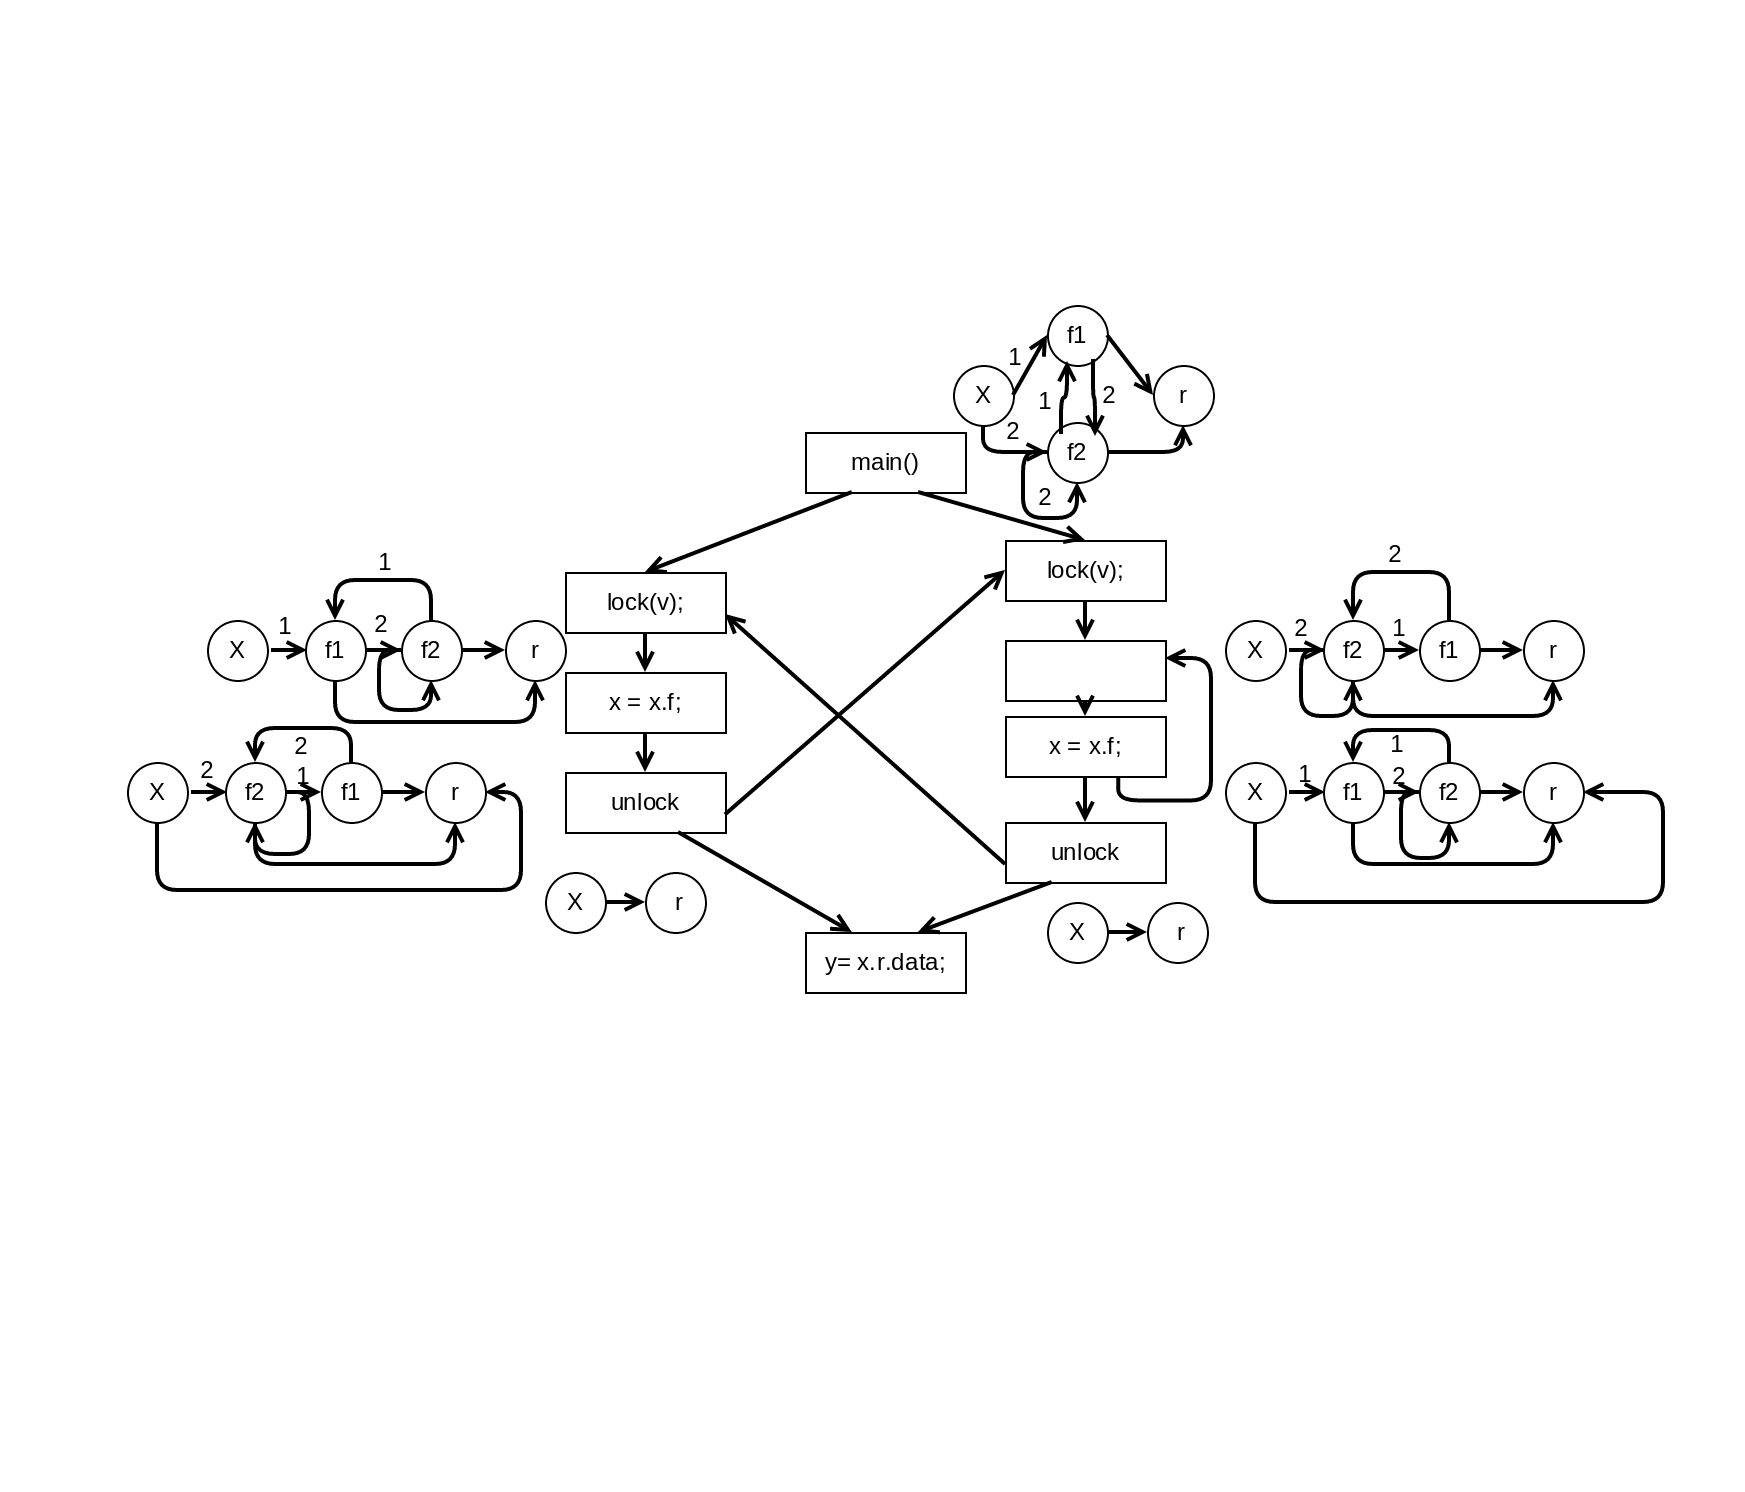 f1
1
X
1
2
r
2
f2
2
main()
lock(v);
x = x.f;
unlock
lock(v);
x = x.f;
unlock
y= x.r.data;
1
X
1
f1
2
f2
r
2
X
2
f2
1
f1
r
X
r
2
X
2
f2
1
f1
r
1
X
1
f1
2
f2
r
X
r